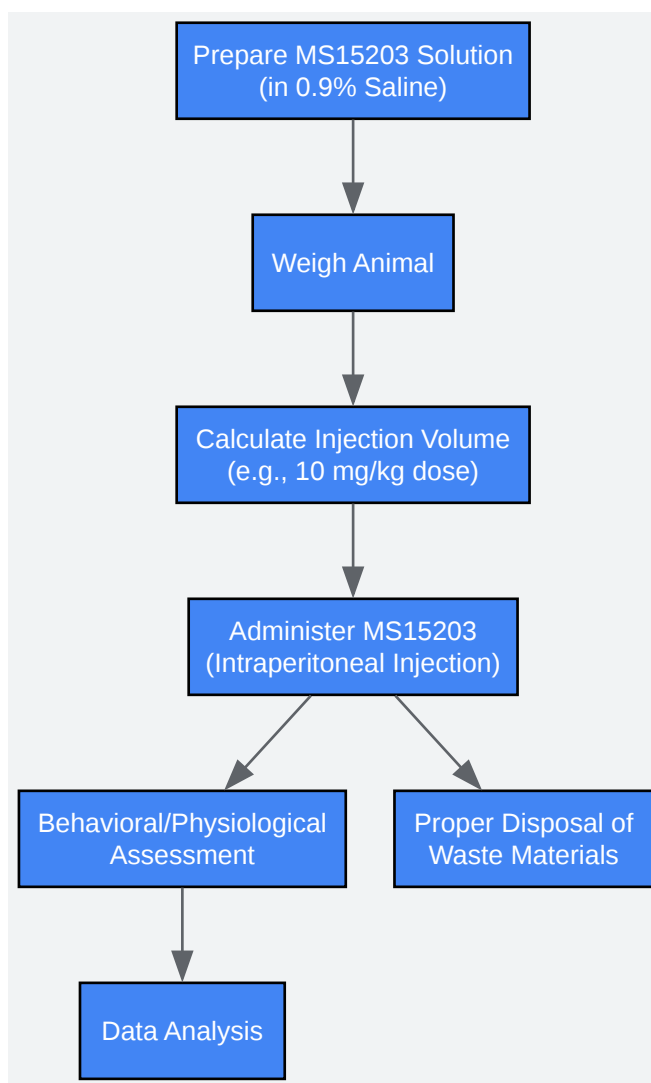 Prepare MS15203 Solution
(in 0.9% Saline)
Weigh Animal
Calculate Injection Volume
(e.g., 10 mg/kg dose)
Administer MS15203
(Intraperitoneal Injection)
Behavioral/Physiological
Assessment
Proper Disposal of
Waste Materials
Data Analysis